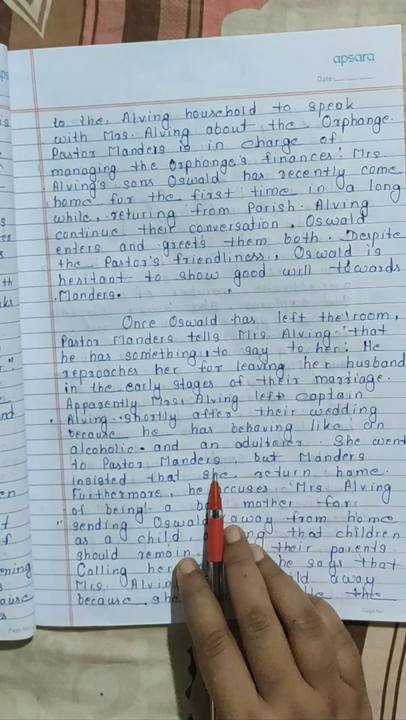 apsara
Date
to the Alving household to speak
with Mrs. Alving about the Orphange.
Pastor Manders is in charge of
managing the orphange's finances. Mrs
Alving's sons Oswald has recently come
home for the first time in a long
while, returing from Parish. Alving
continue their conversation, Oswald
enters and greets them both. Despite
the Pastor's friendliness, Oswald is
hesitant to show good will towards
Manders.
Once Oswald has left the room,
Pastor Manders tells Mrs. Alving that
he has something to say to her. He
reproaches her for leaving her husband
in the early stages of their marriage.
Apparently Mrs. Alving left captain
Alving shortly after their wedding
because he has behaving like an
alcoholic and an adulterer. She went
to Pastor Manders, but Manders
insisted that she return home.
Furthermore, he accuses Mrs Alving
of being a mother for
sending Oswald away from home
as a child, that children
should remain their parents
Calling her he says that
Mrs. Alving away
because she the